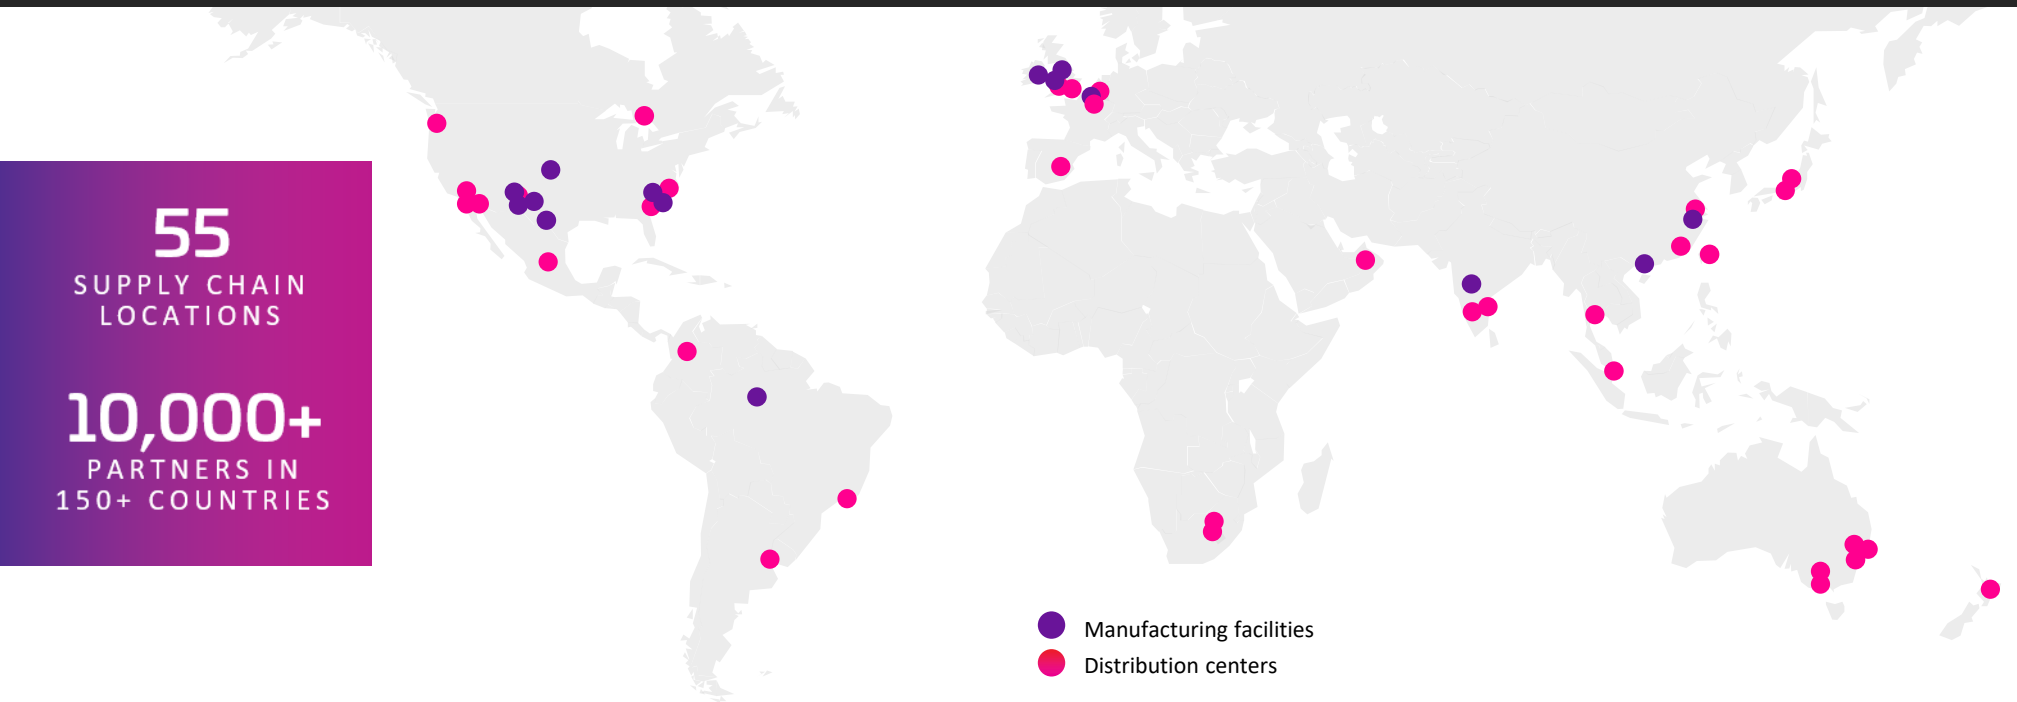 55
SUPPLY CHAIN
LOCATIONS
10,000+
PARTNERS IN
150+ COUNTRIES
Manufacturing facilities
Distribution centers